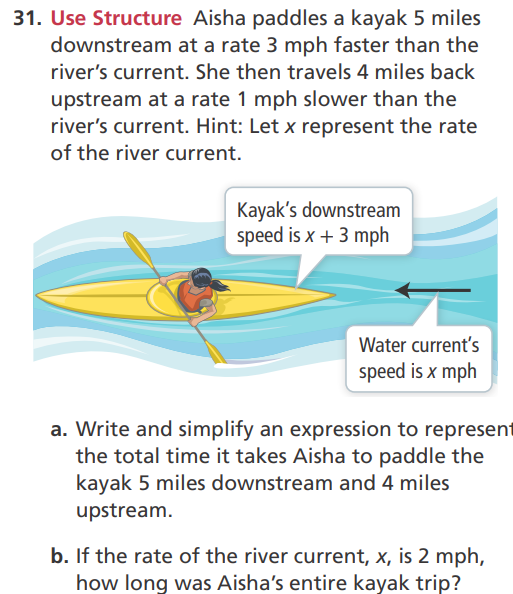 31. Use Structure Aisha paddles a kayak 5 miles
downstream at a rate 3 mph faster than the
river's current. She then travels 4 miles back
upstream at a rate 1 mph slower than the
river's current. Hint: Let x represent the rate
of the river current.
Kayak's downstream
speed is x + 3 mph
Water current's
speed is x mph
a. Write and simplify an expression to represent
the total time it takes Aisha to paddle the
kayak 5 miles downstream and 4 miles
upstream.
b. If the rate of the river current, x, is 2 mph,
how long was Aisha's entire kayak trip?